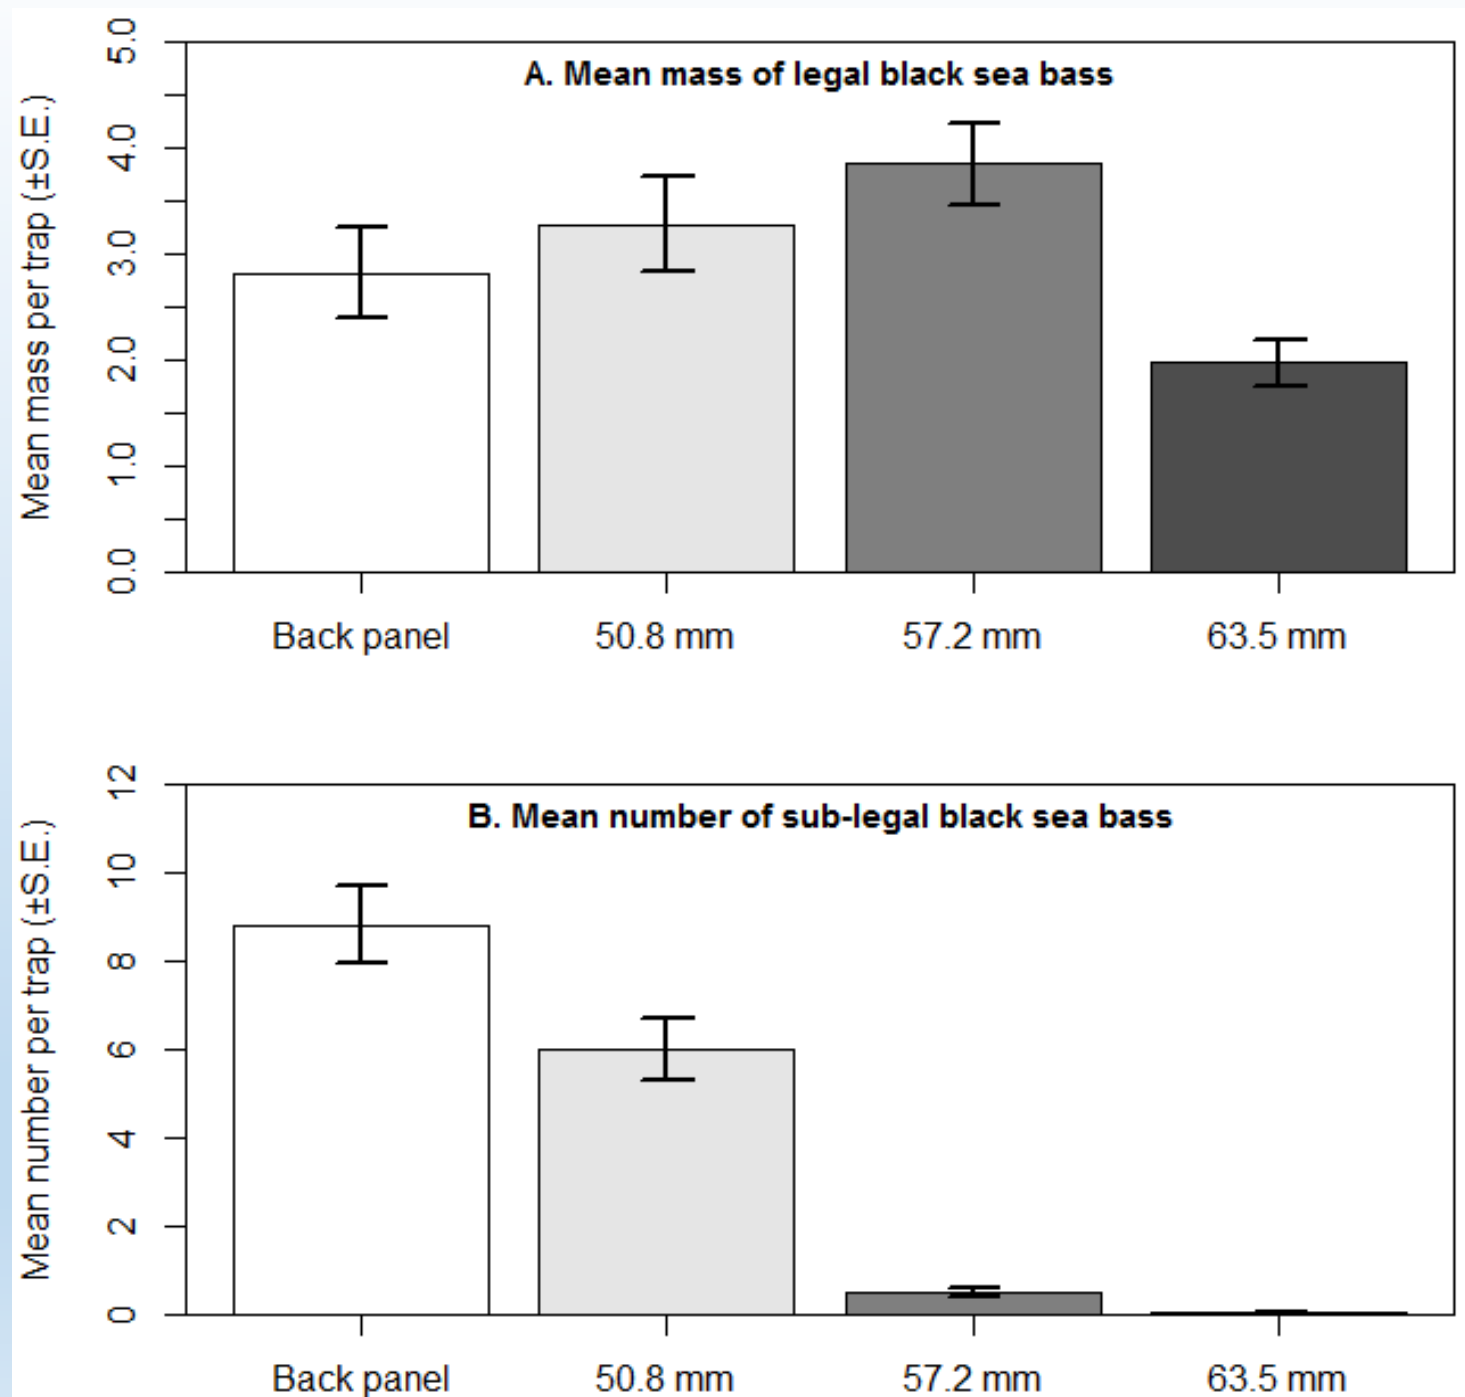 A. Mean mass of legal black sea bass
Mean mass per trap (±S.E.)
5.0
4.0
3.0
2.0
1.0
0.0
Back panel 50.8 mm 57.2 mm 63.5 mm
B. Mean number of sub-legal black sea bass
Mean number per trap (±S.E.)
12
10
8
6
4
2
0
Back panel 50.8 mm 57.2 mm 63.5 mm